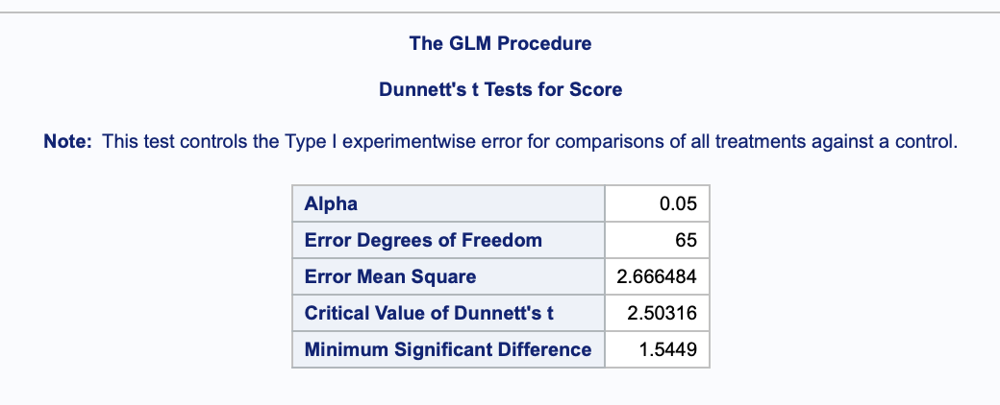 The GLM Procedure
Dunnett's t Tests for Score
Note: This test controls the Type I experimentwise error for comparisons of all treatments against a control.
Alpha 0.05
Error Degrees of Freedom 65
Error Mean Square 2.666484
Critical Value of Dunnett's t 2.50316
Minimum Significant Difference 1.5449